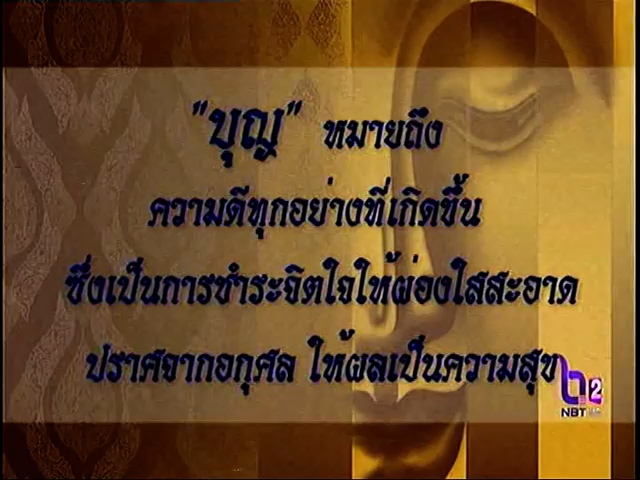 "บุญ" หมายถึง
ความดีทุกอย่างที่เกิดขึ้น
ซึ่งเป็นการชำระจิตใจให้ผ่องใสสะอาด
ปราศจากอกุศล ให้ผลเป็นความสุข
2
NBT